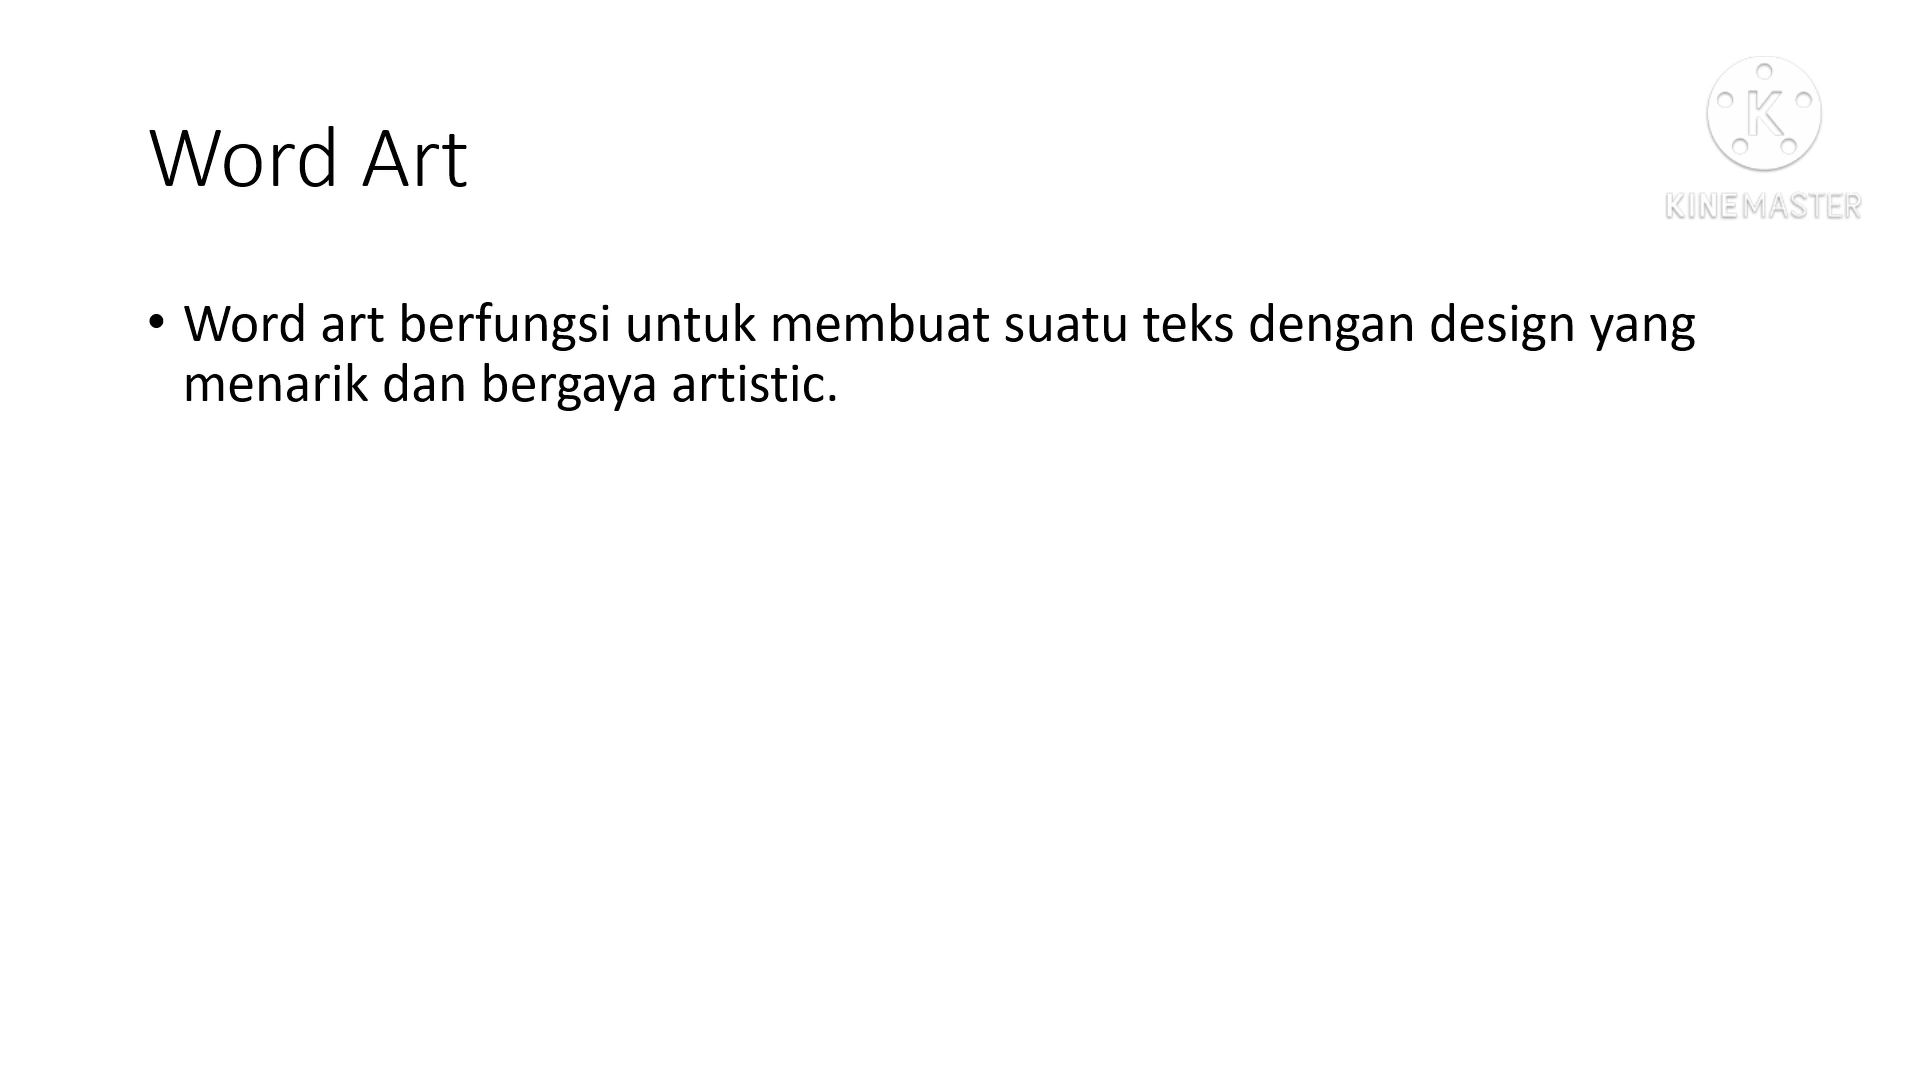 Word Art
K
KINEMASTER
• Word art berfungsi untuk membuat suatu teks dengan design yang
menarik dan bergaya artistic.